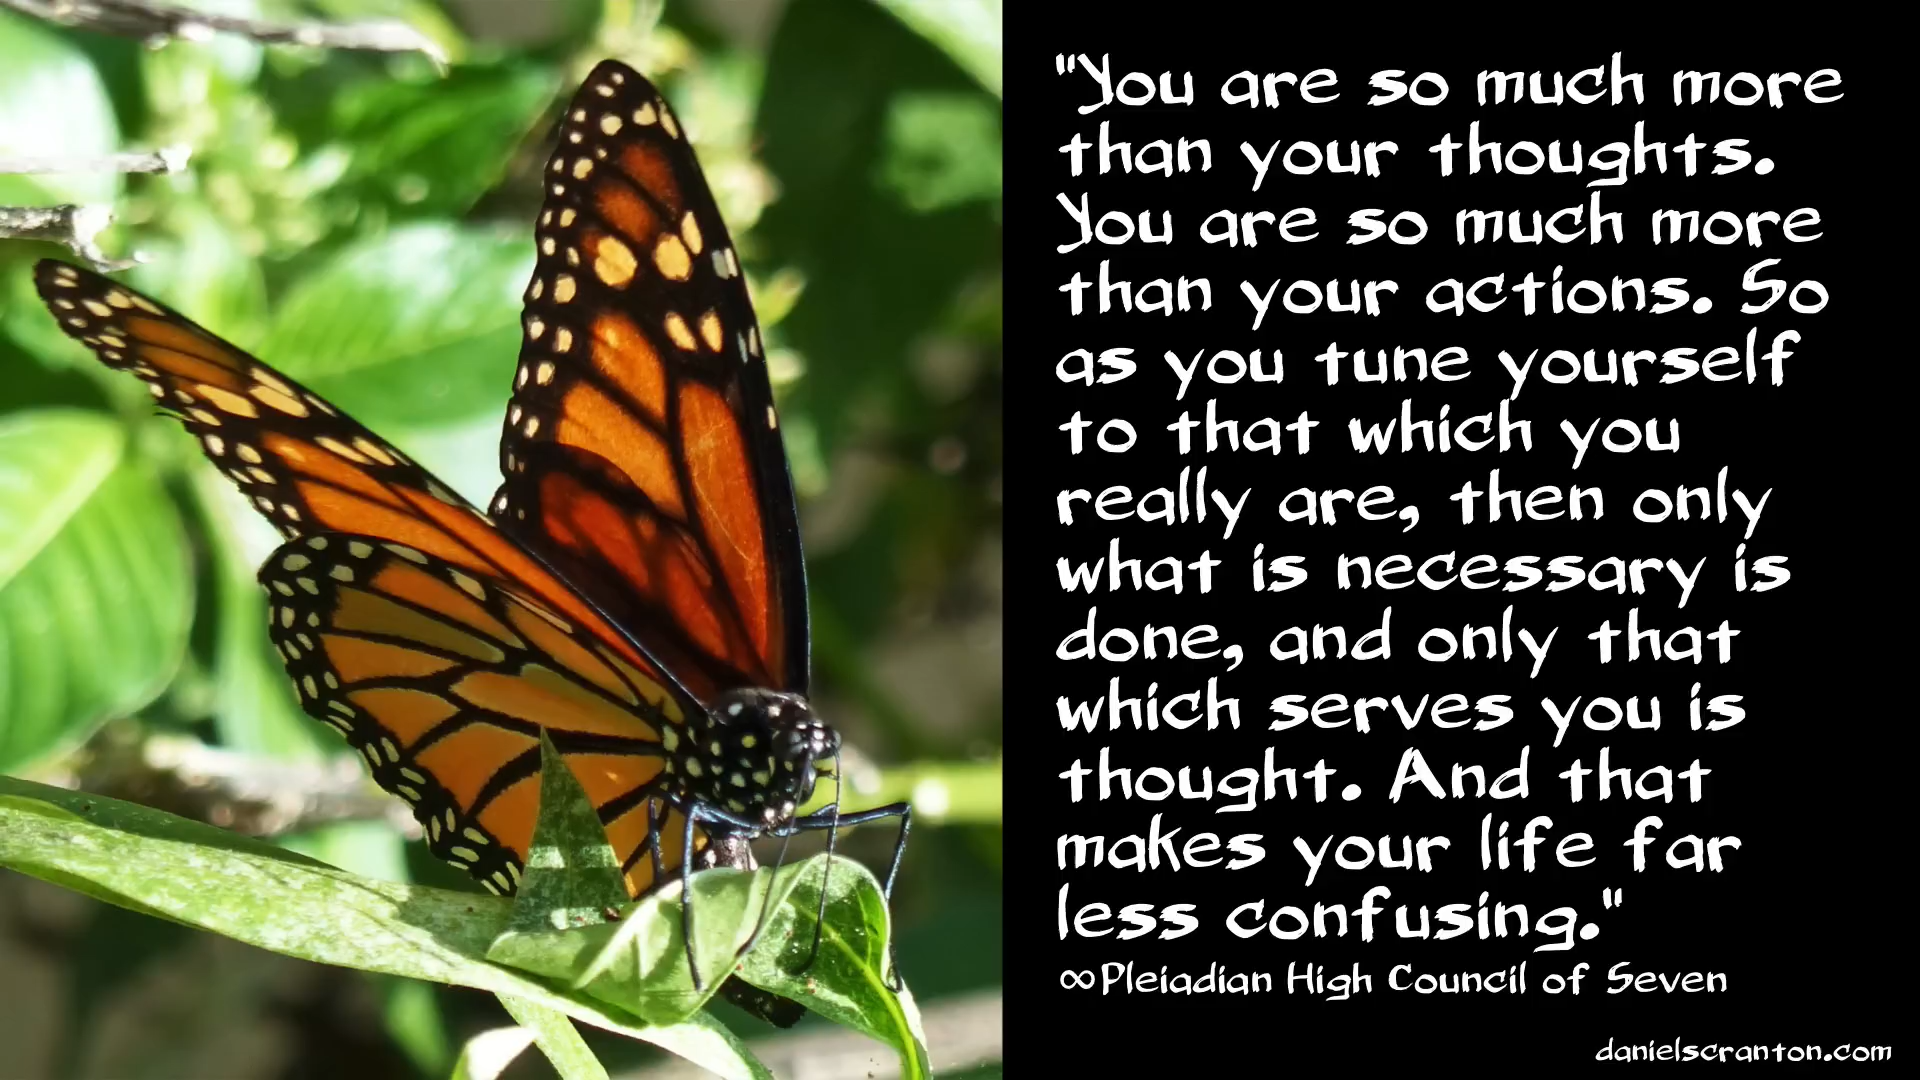 "You are so much more
than your thoughts.
You are so much more
than your actions. So
as you tune yourself
to that which you
really are, then only
what is necessary is
done, and only that
which serves you is
thought. And that
makes your life far
less confusing."
∞Pleiadian High Council of Seven
danielscranton.com